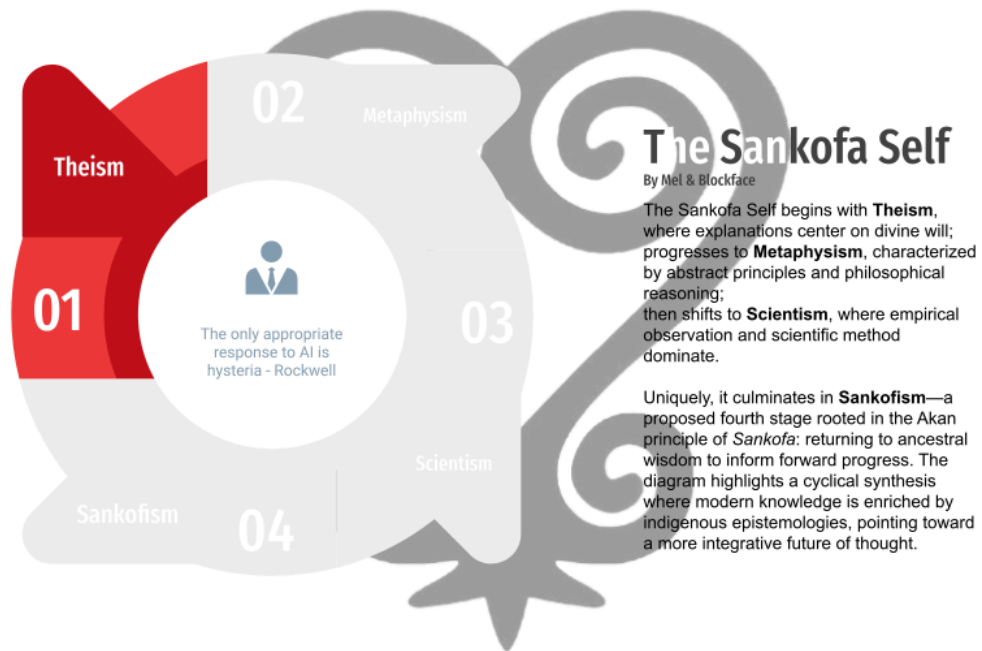 02
Metaphysism
Theism
01
03
The only appropriate
response to AI is
hysteria - Rockwell
Scientism
Sankofism
04
The Sankofa Self
By Mel & Blockface
The Sankofa Self begins with Theism,
where explanations center on divine will;
progresses to Metaphysism, characterized
by abstract principles and philosophical
reasoning;
then shifts to Scientism, where empirical
observation and scientific method
dominate.
Uniquely, it culminates in Sankofism—a
proposed fourth stage rooted in the Akan
principle of Sankofa: returning to ancestral
wisdom to inform forward progress. The
diagram highlights a cyclical synthesis
where modern knowledge is enriched by
indigenous epistemologies, pointing toward
a more integrative future of thought.